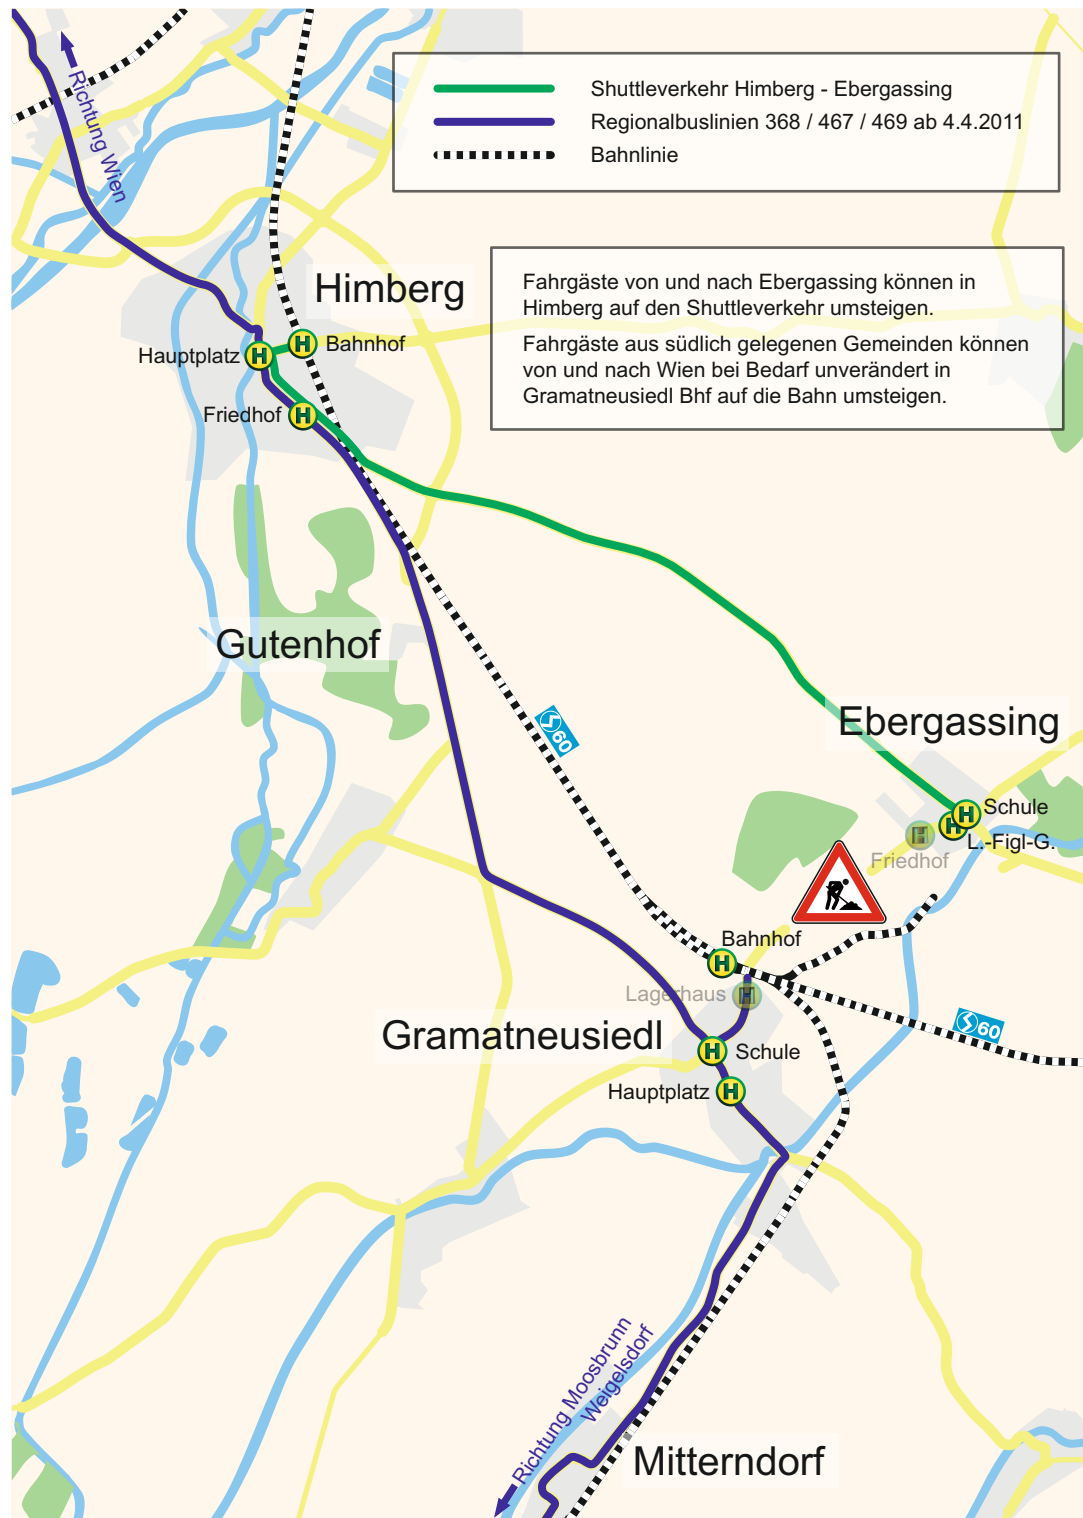 Richtung Wien
Shuttleverkehr Himberg - Ebergassing
Regionalbuslinien 368 / 467 / 469 ab 4.4.2011
Bahnlinie
Fahrgäste von und nach Ebergassing können in
Himberg auf den Shuttleverkehr umsteigen.
Fahrgäste aus südlich gelegenen Gemeinden können
von und nach Wien bei Bedarf unverändert in
Gramatneusiedl Bhf auf die Bahn umsteigen.
Himberg
H Bahnhof
Hauptplatz H
Friedhof H
Gutenhof
S 60
Ebergassing
H Schule
H L.-Figl-G.
H
Friedhof
Bahnhof
H
Lagerhaus H
S 60
Gramatneusiedl
H Schule
Hauptplatz H
Richtung Moosbrunn
Weigelsdorf
Mitterndorf